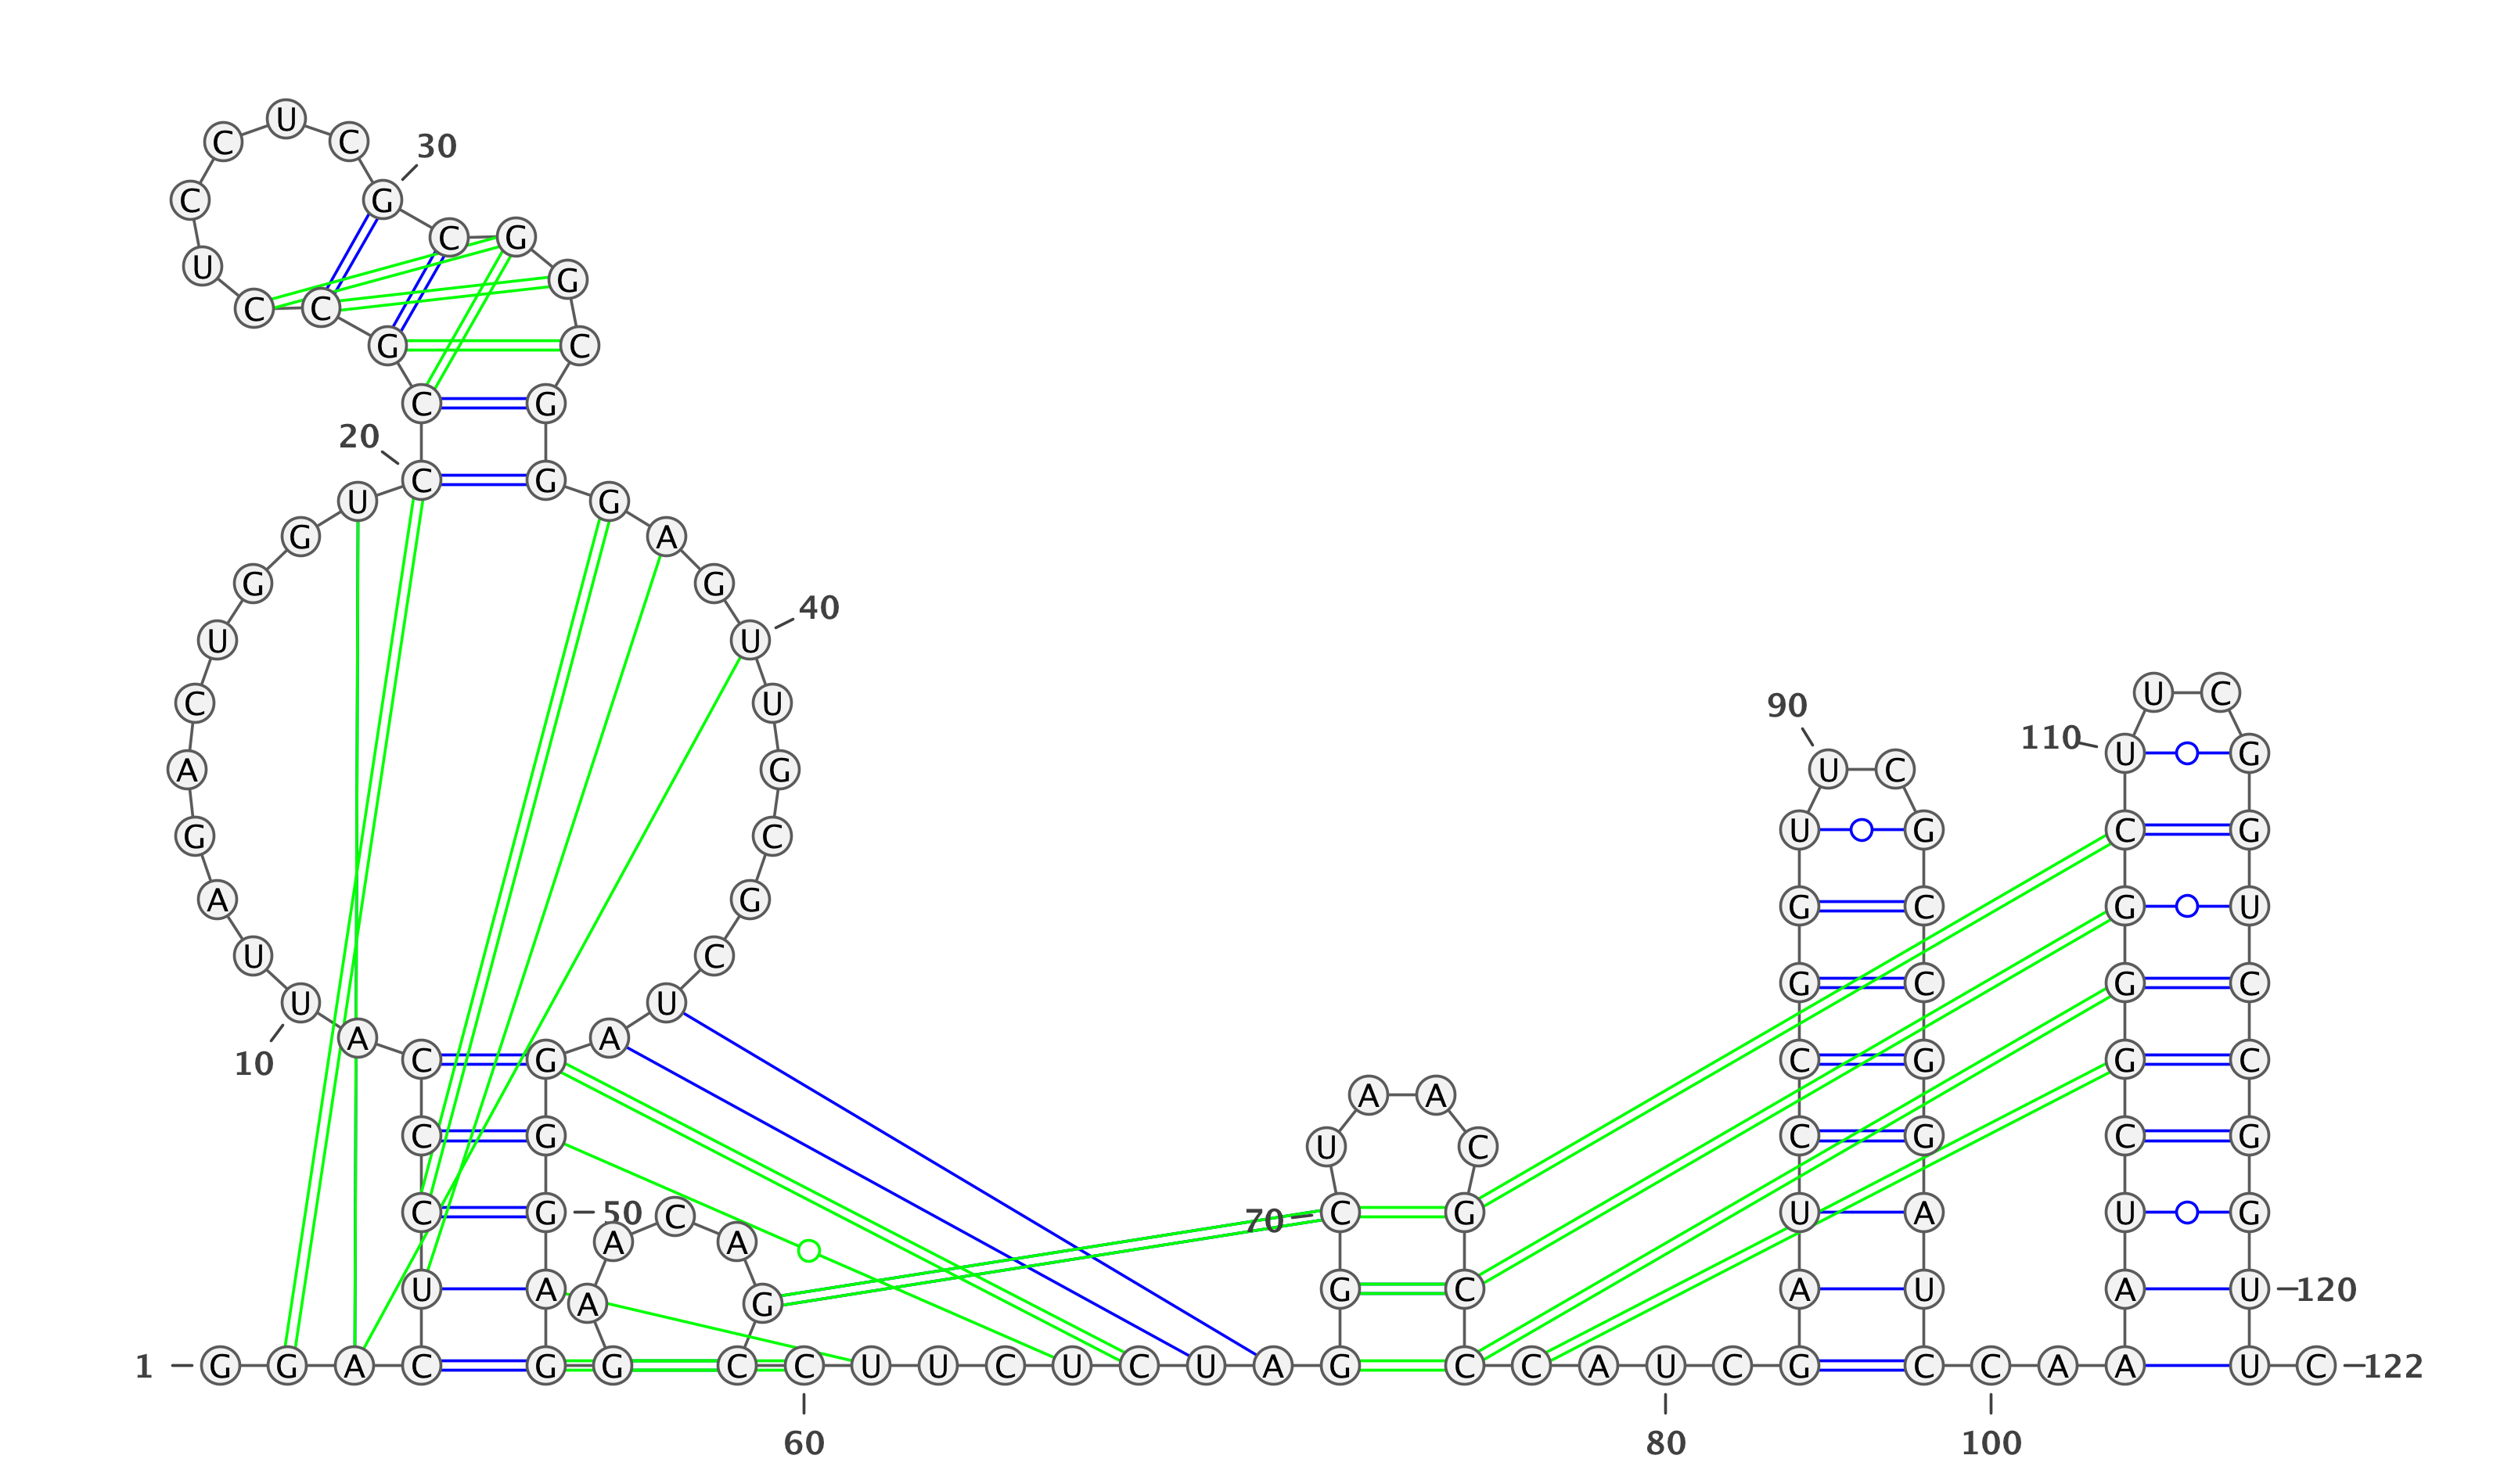 U
C C 30
C G
C G
U G
C C
G C
C G
20
C G
U G
G A
G G
40
U U
U C
C U 90
110 U G
A G U C
G C U G C G
A G G C G U
U C
G C G C
U U
A A
10 C G C G G C
A A
C G U C C G C G
C G 50 C 70 C G U A U G
A A
U A A G G C A U A U 120
1 G G A C G G C C U U C U C U A G C C A U C G C C A A U C 122
60 80 100